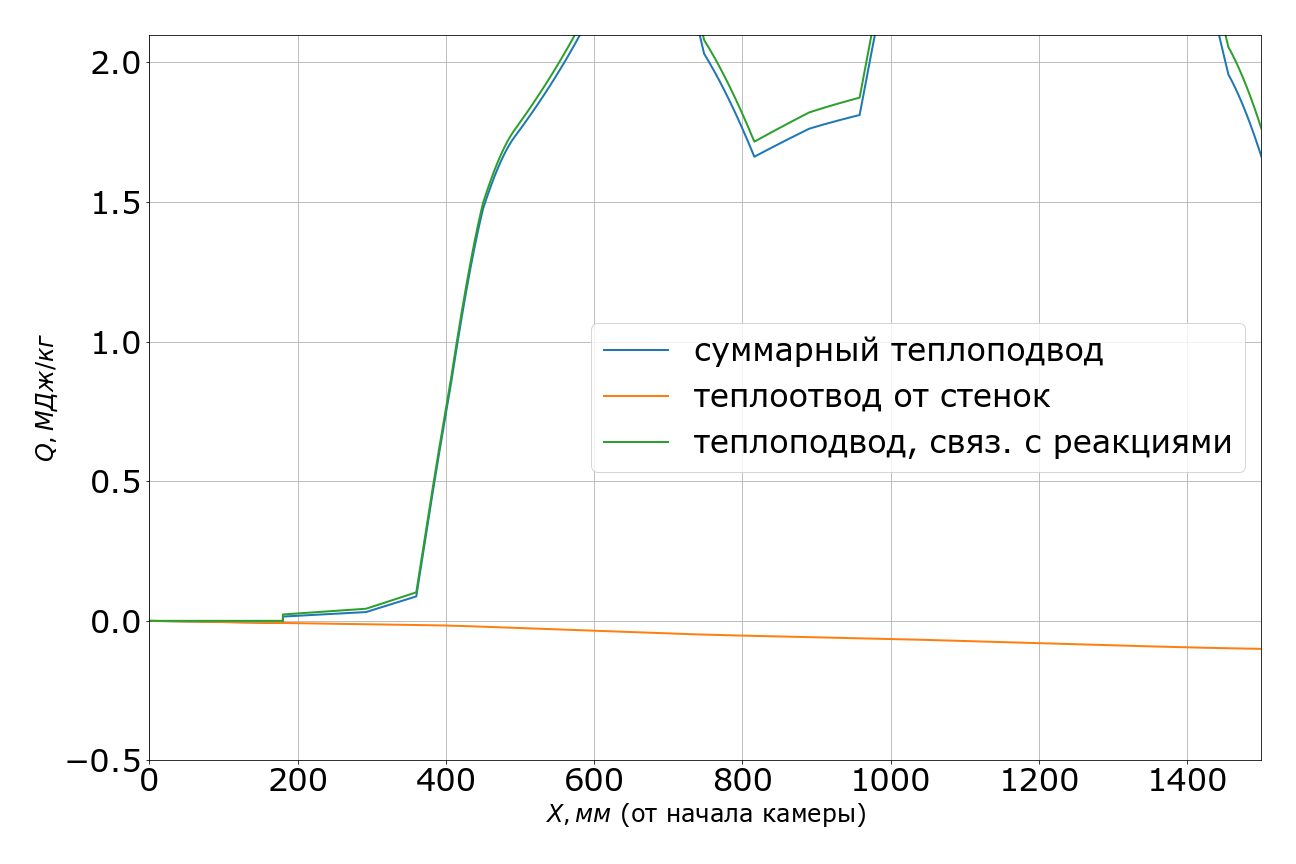 2.0
1.5
1.0
0.5
0.0
−0.5
Q, МДж/кг
суммарный теплоподвод
теплоотвод от стенок
теплоподвод, связ. с реакциями
0 200 400 600 800 1000 1200 1400
X, мм (от начала камеры)